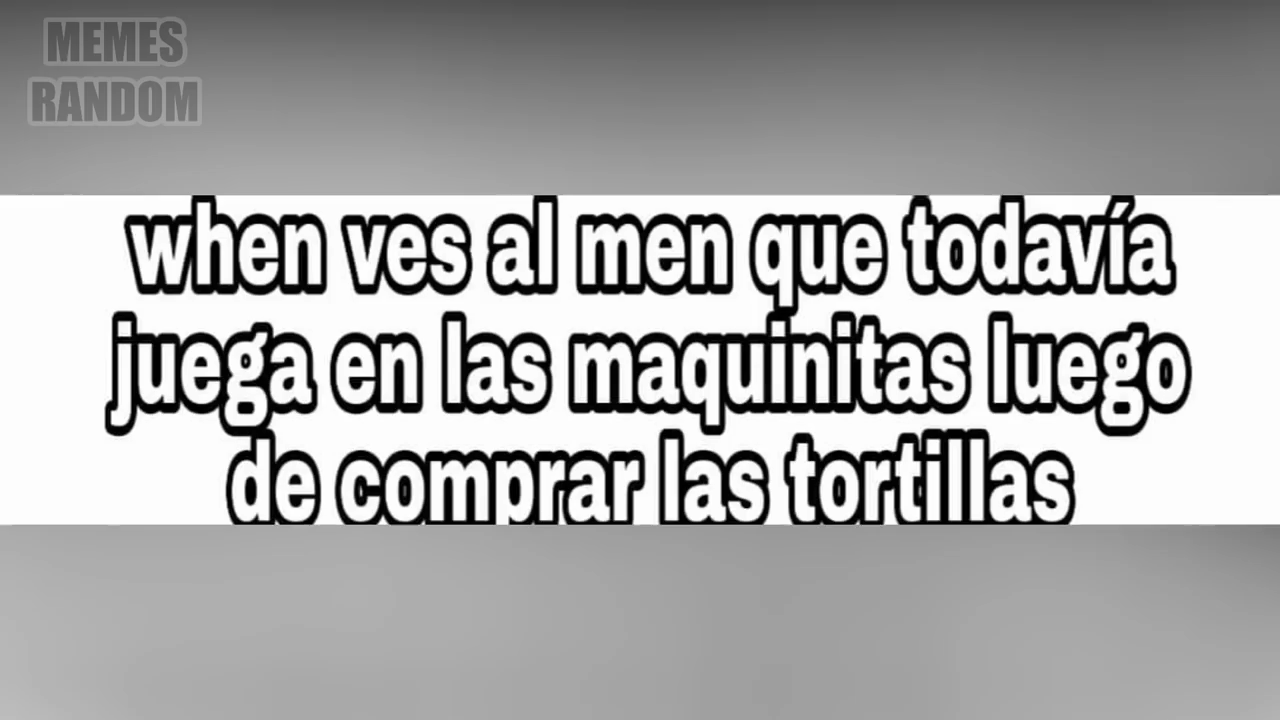 MEMES
RANDOM
when ves al men que todavía
juega en las maquinitas luego
de comprar las tortillas